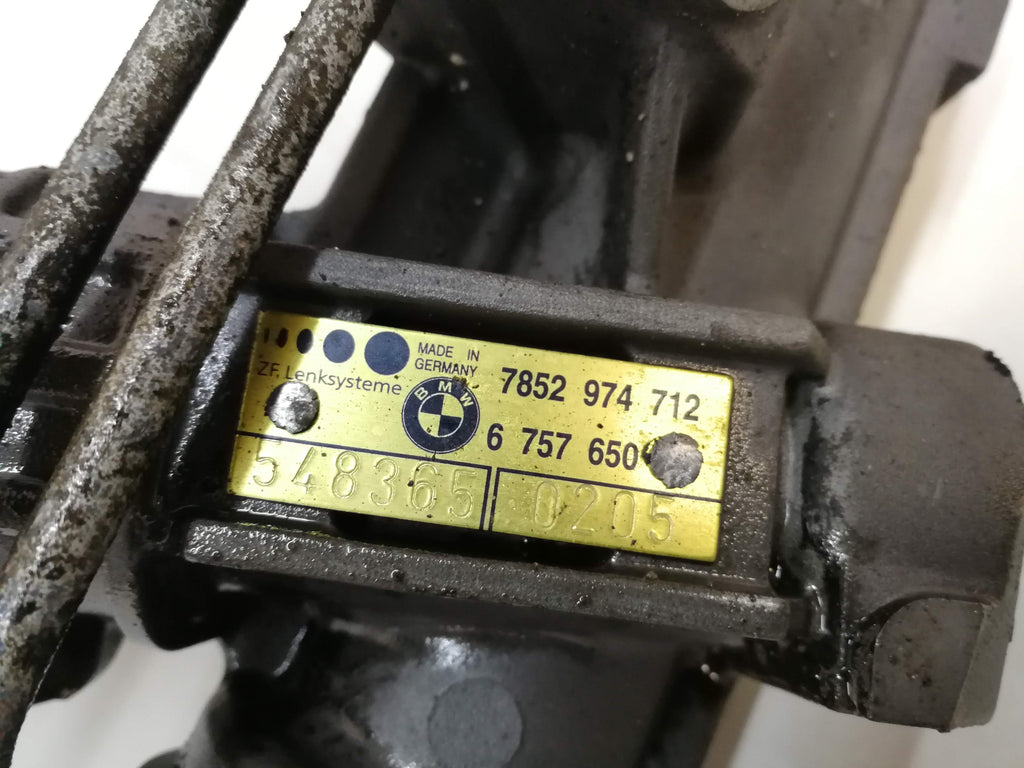 MADE IN
GERMANY
ZF Lenksysteme
BMW
7852 974 712
6 757 650
548365 0205